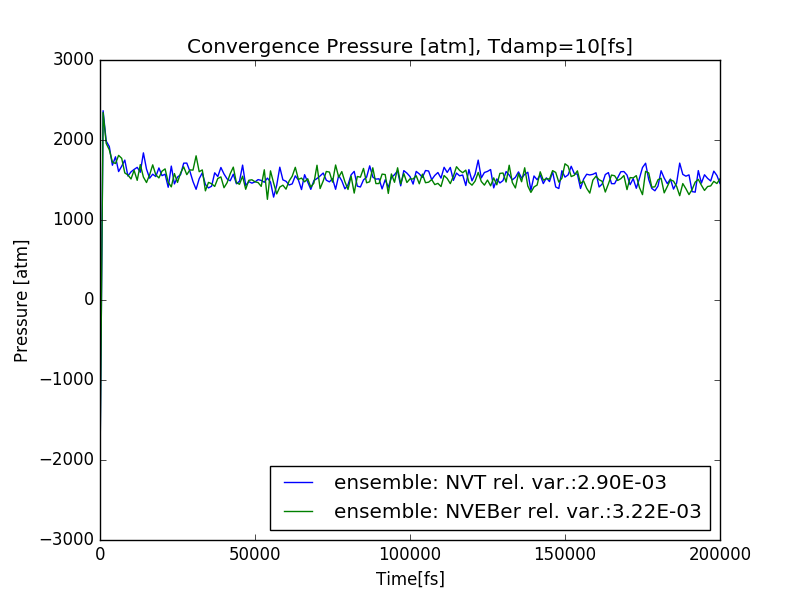 Convergence Pressure [atm], Tdamp=10[fs]
3000
2000
1000
0
−1000
−2000
−3000
Pressure [atm]
ensemble: NVT rel. var.:2.90E-03
ensemble: NVEBer rel. var.:3.22E-03
0 50000 100000 150000 200000
Time[fs]